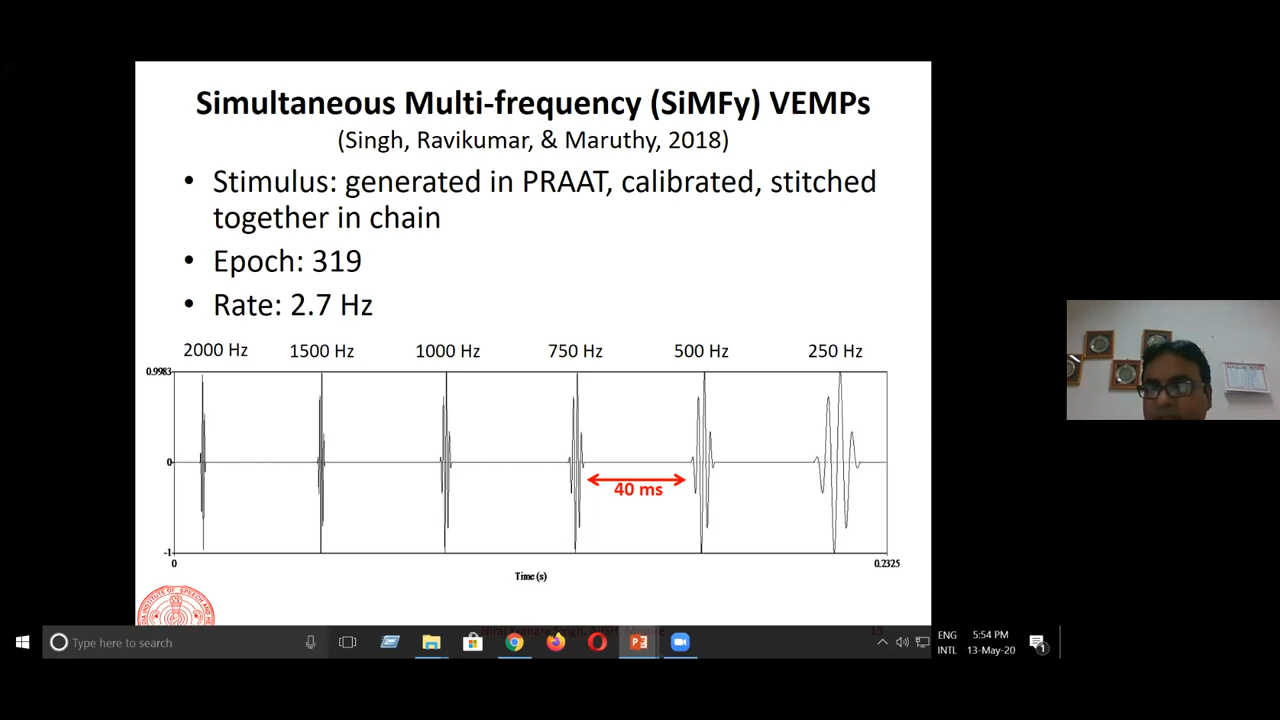 Simultaneous Multi-frequency (SiMFy) VEMPs
(Singh, Ravikumar, & Maruthy, 2018)
• Stimulus: generated in PRAAT, calibrated, stitched
together in chain
• Epoch: 319
• Rate: 2.7 Hz
2000 Hz 1500 Hz 1000 Hz 750 Hz 500 Hz 250 Hz
0.9983
0
40 ms
-1
0 0.2325
Time (s)
Type here to search
ENG 5:54 PM
INTL 13-May-20
1